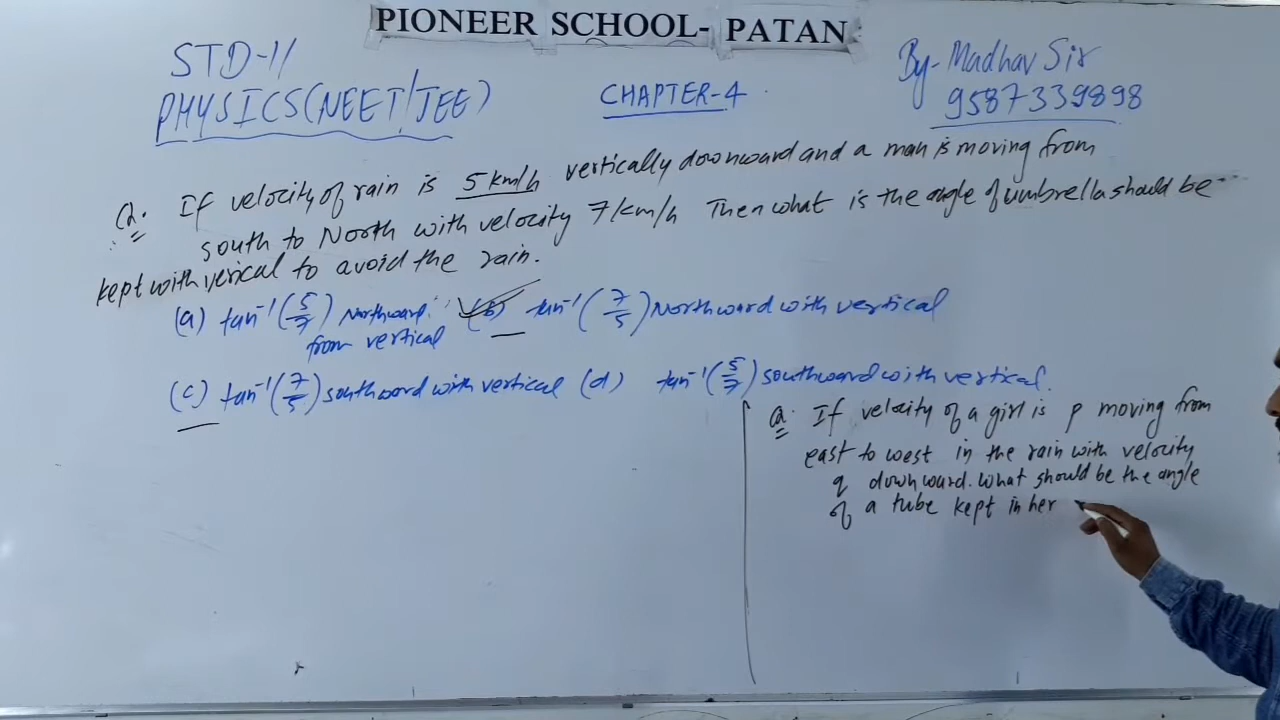 PIONEER SCHOOL- PATAN
STD-11
PHYSICS(NEET/JEE)
CHAPTER-4
By- Madhav Sir
9587339898
Q. If velocity of rain is 5 km/h vertically downward and a man is moving from
south to North with velocity 7 km/h Then what is the angle of umbrella should be
kept with verical to avoid the rain.
(a) tan⁻¹(5/7) Northward
from vertical
(b) tan⁻¹(7/5) Northward with vertical
(c) tan⁻¹(7/5) southward with vertical (d) tan⁻¹(5/7) southward with vertical.
Q. If velocity of a girl is p moving from
east to west in the rain with velocity
q downward. what should be the angle
of a tube kept in her